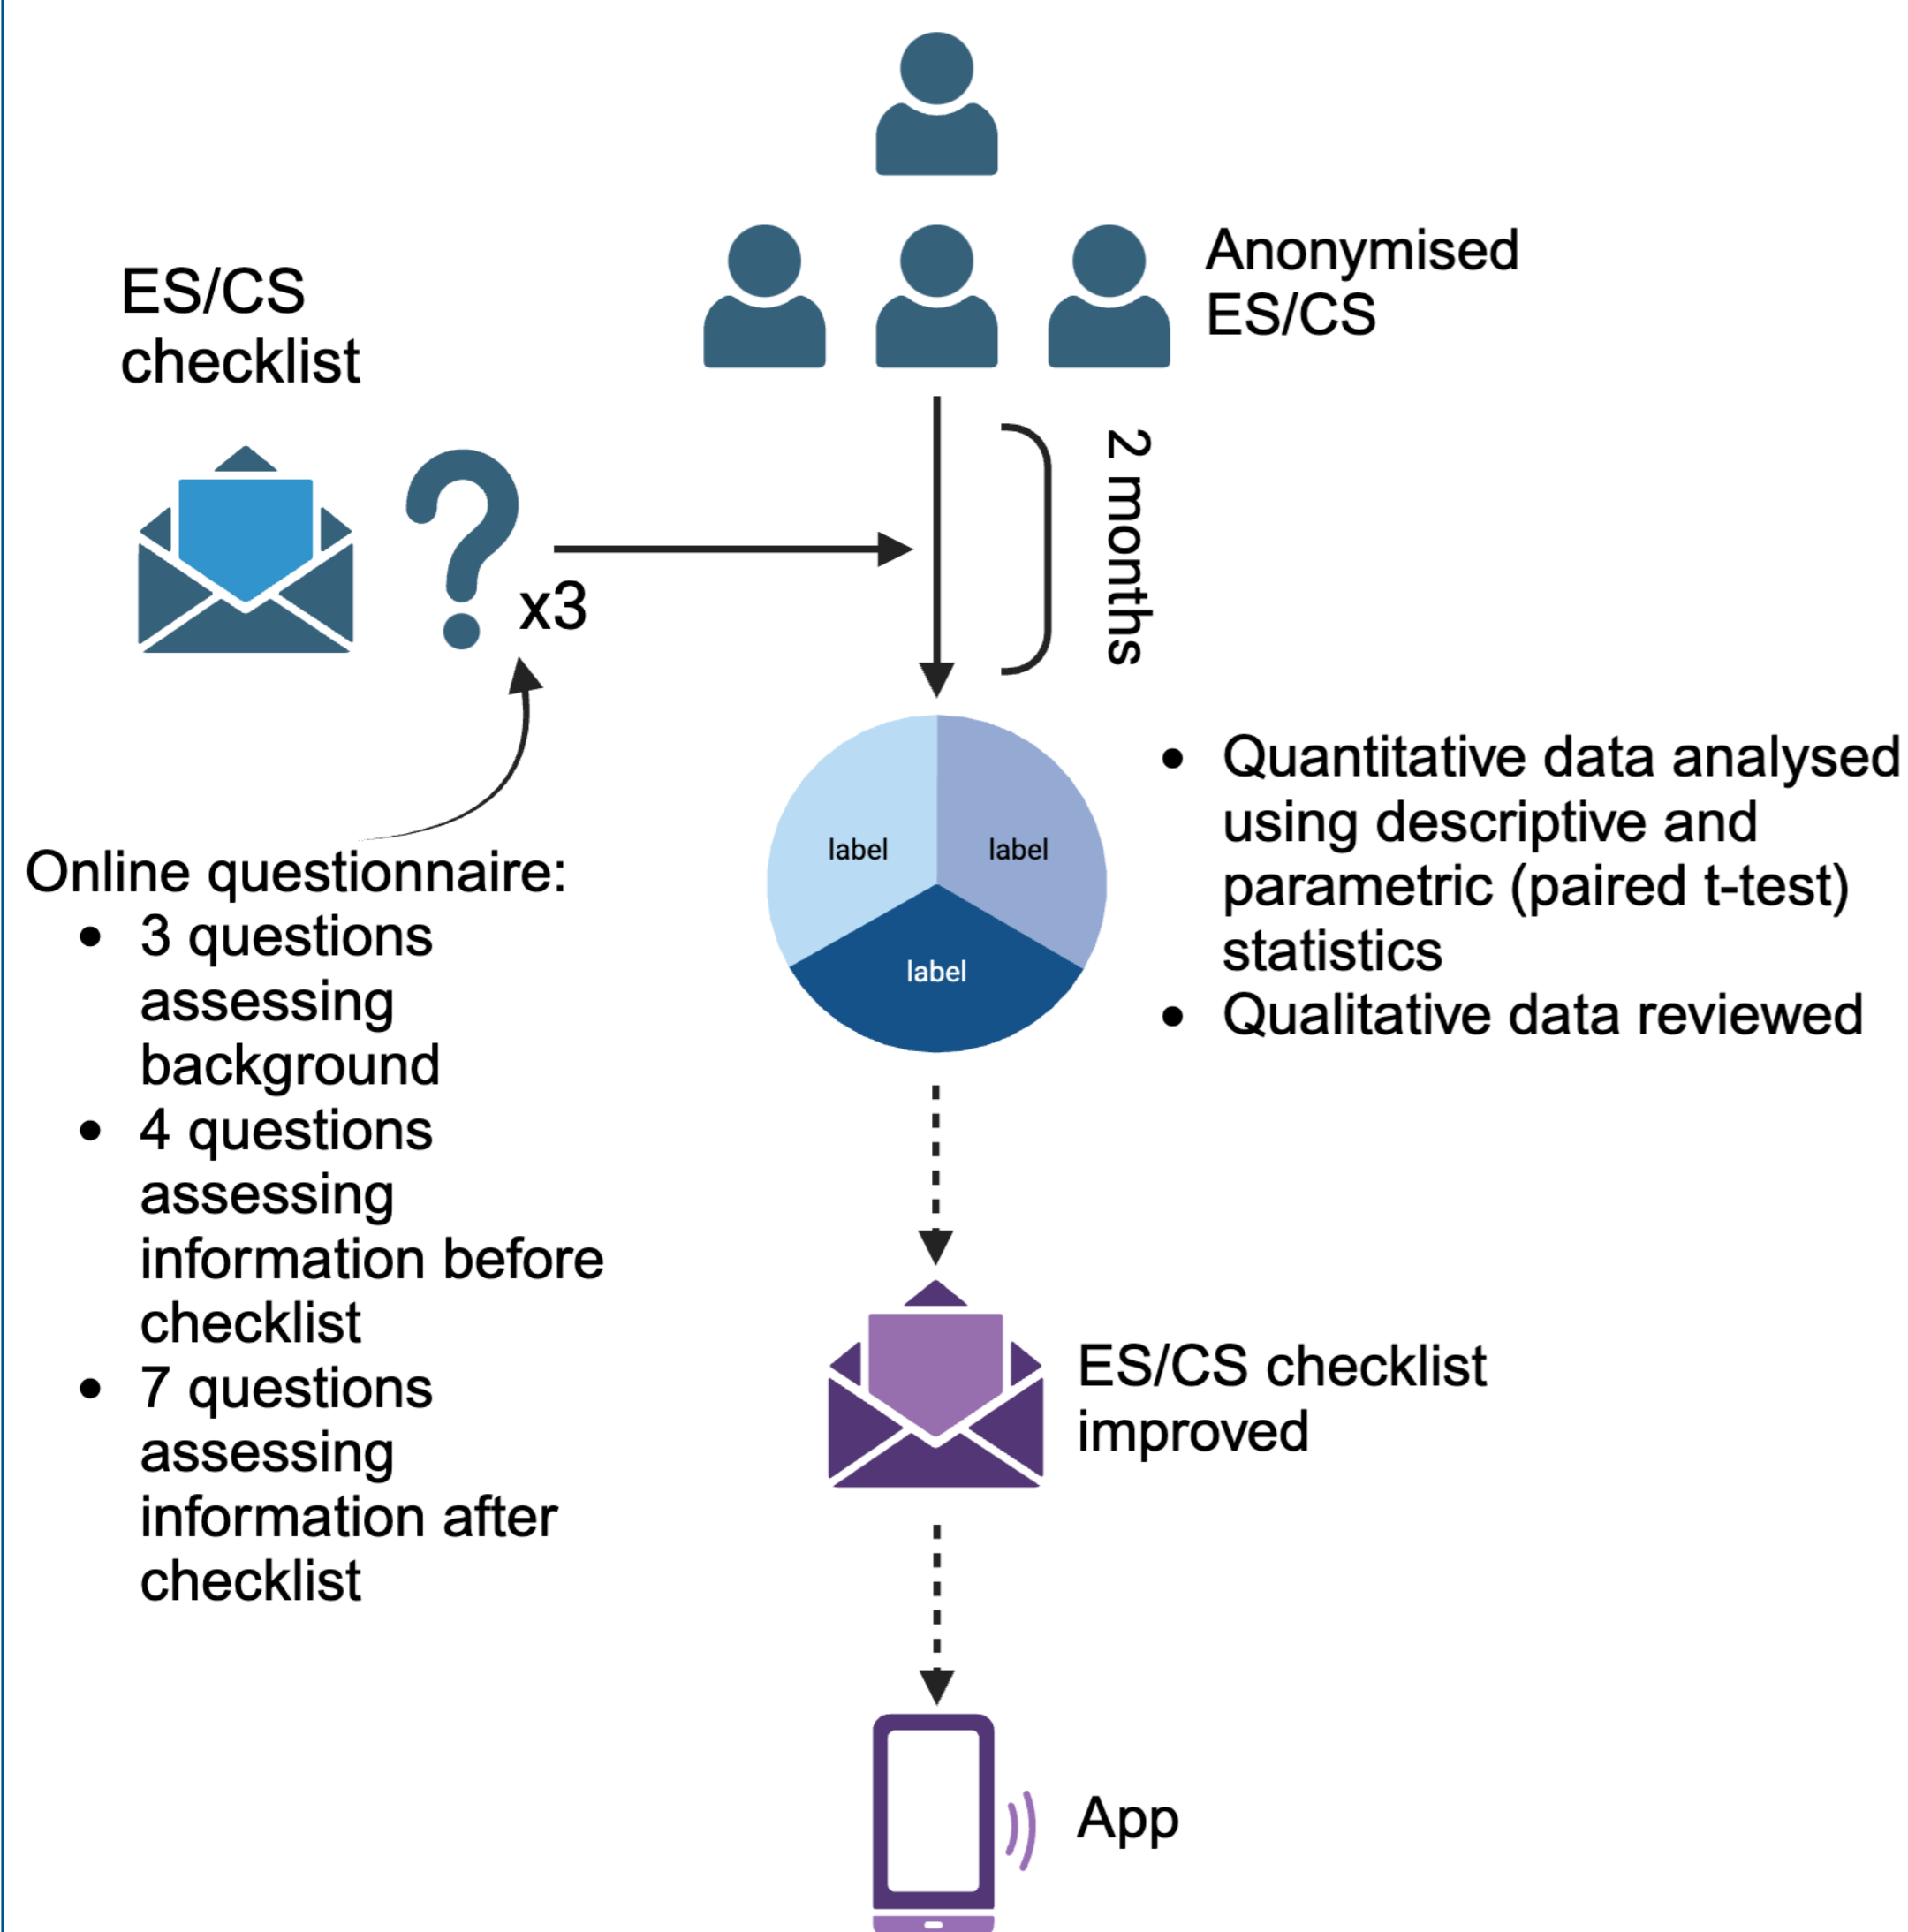 Anonymised
ES/CS
ES/CS
checklist
x3
2 months
Online questionnaire:
• 3 questions
assessing
background
• 4 questions
assessing
information before
checklist
• 7 questions
assessing
information after
checklist
label
label
label
• Quantitative data analysed
using descriptive and
parametric (paired t-test)
statistics
• Qualitative data reviewed
ES/CS checklist
improved
App